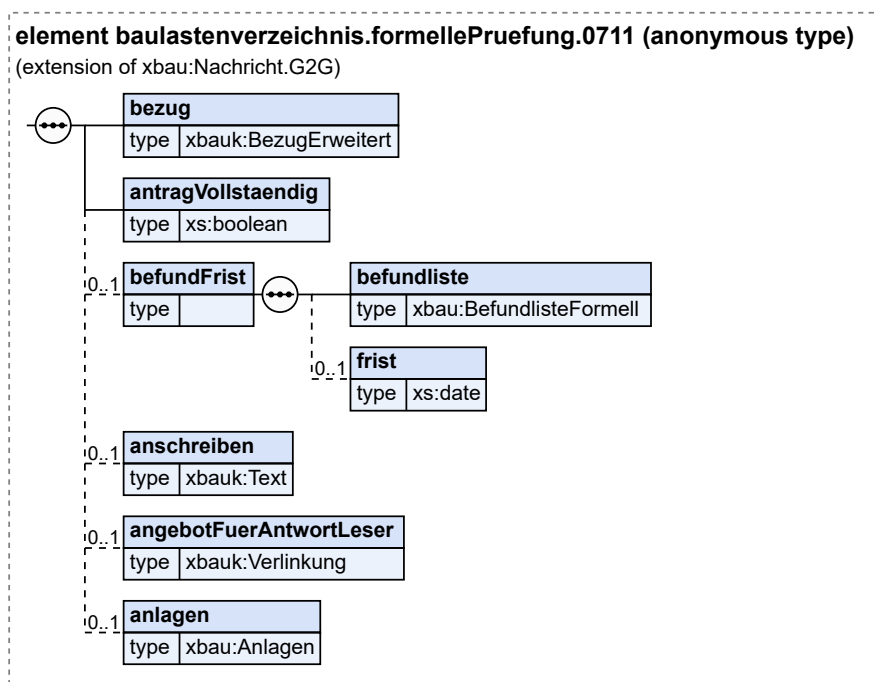 element baulastenverzeichnis.formellePruefung.0711 (anonymous type)
(extension of xbau:Nachricht.G2G)
bezug
type xbauk:BezugErweitert
antragVollstaendig
type xs:boolean
0..1 befundFrist
type
befundliste
type xbau:BefundlisteFormell
0..1 frist
type xs:date
0..1 anschreiben
type xbauk:Text
0..1 angebotFuerAntwortLeser
type xbauk:Verlinkung
0..1 anlagen
type xbau:Anlagen